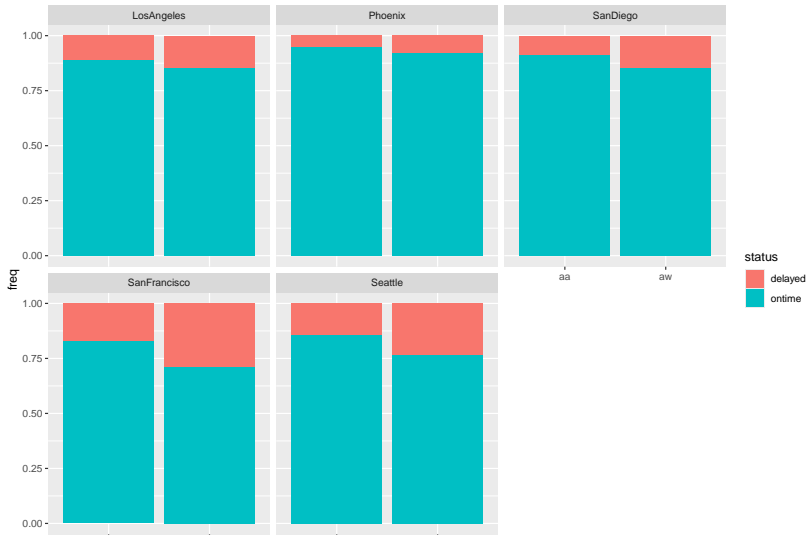 LosAngeles Phoenix SanDiego
1.00
0.75
0.50
0.25
0.00
aa aw
freq
SanFrancisco Seattle
1.00
0.75
0.50
0.25
0.00
status
delayed
ontime